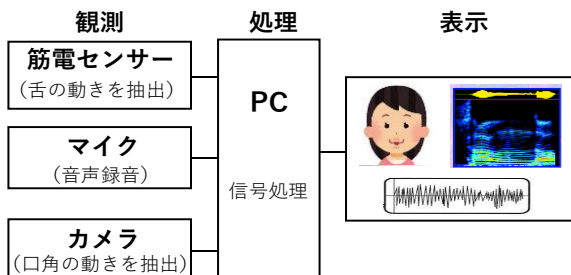 観測
処理
表示
筋電センサー
(舌の動きを抽出)
マイク
(音声録音)
カメラ
(口角の動きを抽出)
PC
信号処理